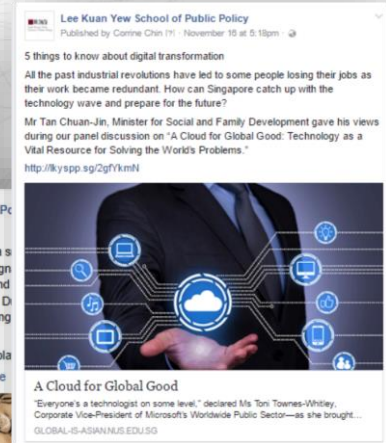 Lee Kuan Yew School of Public Policy
Published by Corrine Chin [?] · November 16 at 5:18pm ·
5 things to know about digital transformation
All the past industrial revolutions have led to some people losing their jobs as
their work became redundant. How can Singapore catch up with the
technology wave and prepare for the future?
Mr Tan Chuan-Jin, Minister for Social and Family Development gave his views
during our panel discussion on "A Cloud for Global Good: Technology as a
Vital Resource for Solving the World's Problems."
http://lkyspp.sg/2gfYkmN
A Cloud for Global Good
"Everyone's a technologist on some level," declared Ms Toni Townes-Whitley,
Corporate Vice-President of Microsoft's Worldwide Public Sector—as she brought…
GLOBAL-IS-ASIAN.NUS.EDU.SG